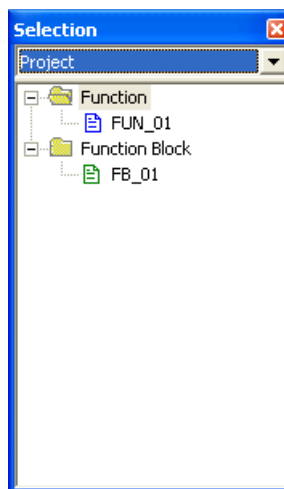 Selection
Project
Function
FUN_01
Function Block
FB_01